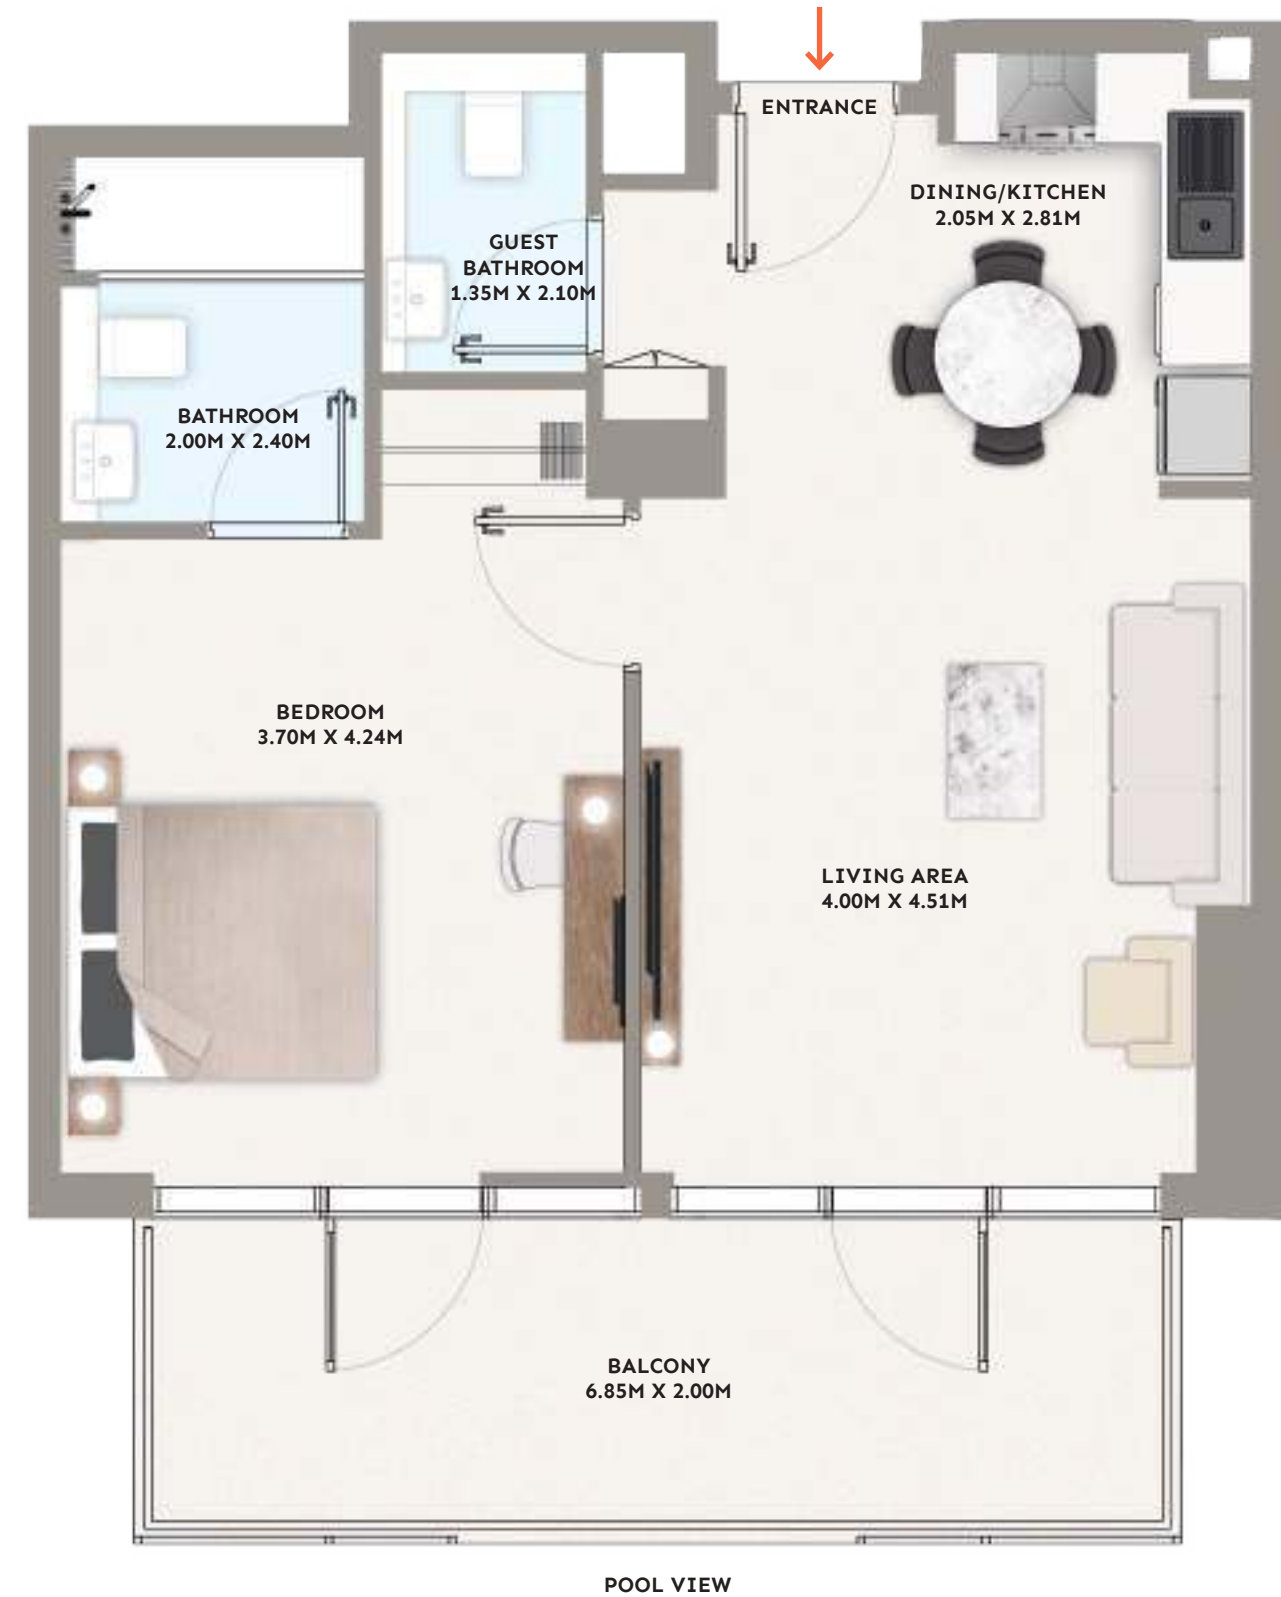 ENTRANCE
DINING/KITCHEN
2.05M X 2.81M
GUEST
BATHROOM
1.35M X 2.10M
BATHROOM
2.00M X 2.40M
BEDROOM
3.70M X 4.24M
LIVING AREA
4.00M X 4.51M
BALCONY
6.85M X 2.00M
POOL VIEW